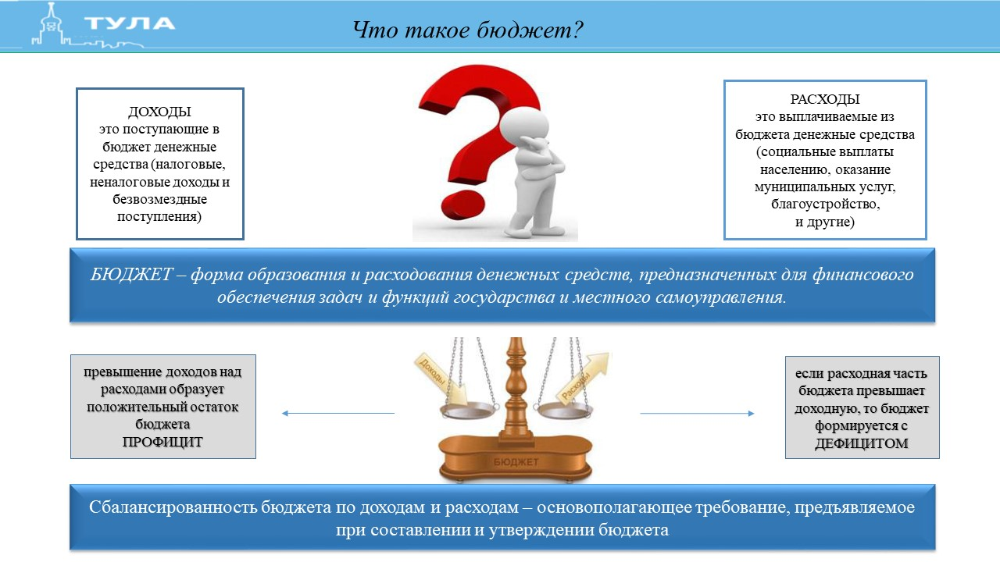 ТУЛА
Что такое бюджет?
ДОХОДЫ
это поступающие в
бюджет денежные
средства (налоговые,
неналоговые доходы и
безвозмездные
поступления)
РАСХОДЫ
это выплачиваемые из
бюджета денежные средства
(социальные выплаты
населению, оказание
муниципальных услуг,
благоустройство,
и другие)
БЮДЖЕТ – форма образования и расходования денежных средств, предназначенных для финансового
обеспечения задач и функций государства и местного самоуправления.
превышение доходов над
расходами образует
положительный остаток
бюджета
ПРОФИЦИТ
Доходы
Расходы
БЮДЖЕТ
если расходная часть
бюджета превышает
доходную, то бюджет
формируется с
ДЕФИЦИТОМ
Сбалансированность бюджета по доходам и расходам – основополагающее требование, предъявляемое
при составлении и утверждении бюджета